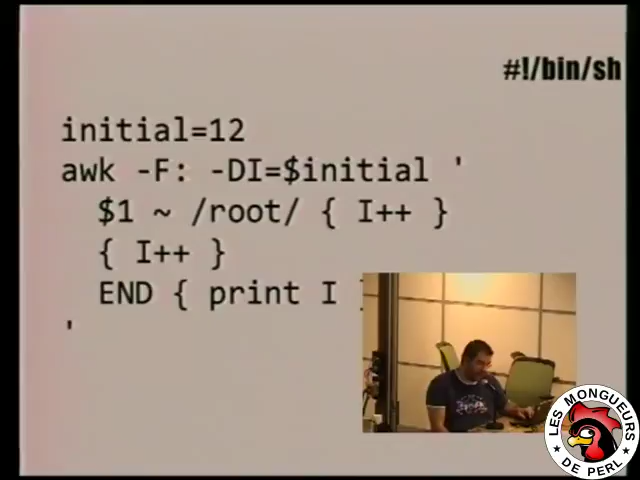 #!/bin/sh
initial=12
awk -F: -DI=$initial '
$1 ~ /root/ { I++ }
{ I++ }
END { print I
'
LES MONGUEURS
★ DE PERL ★